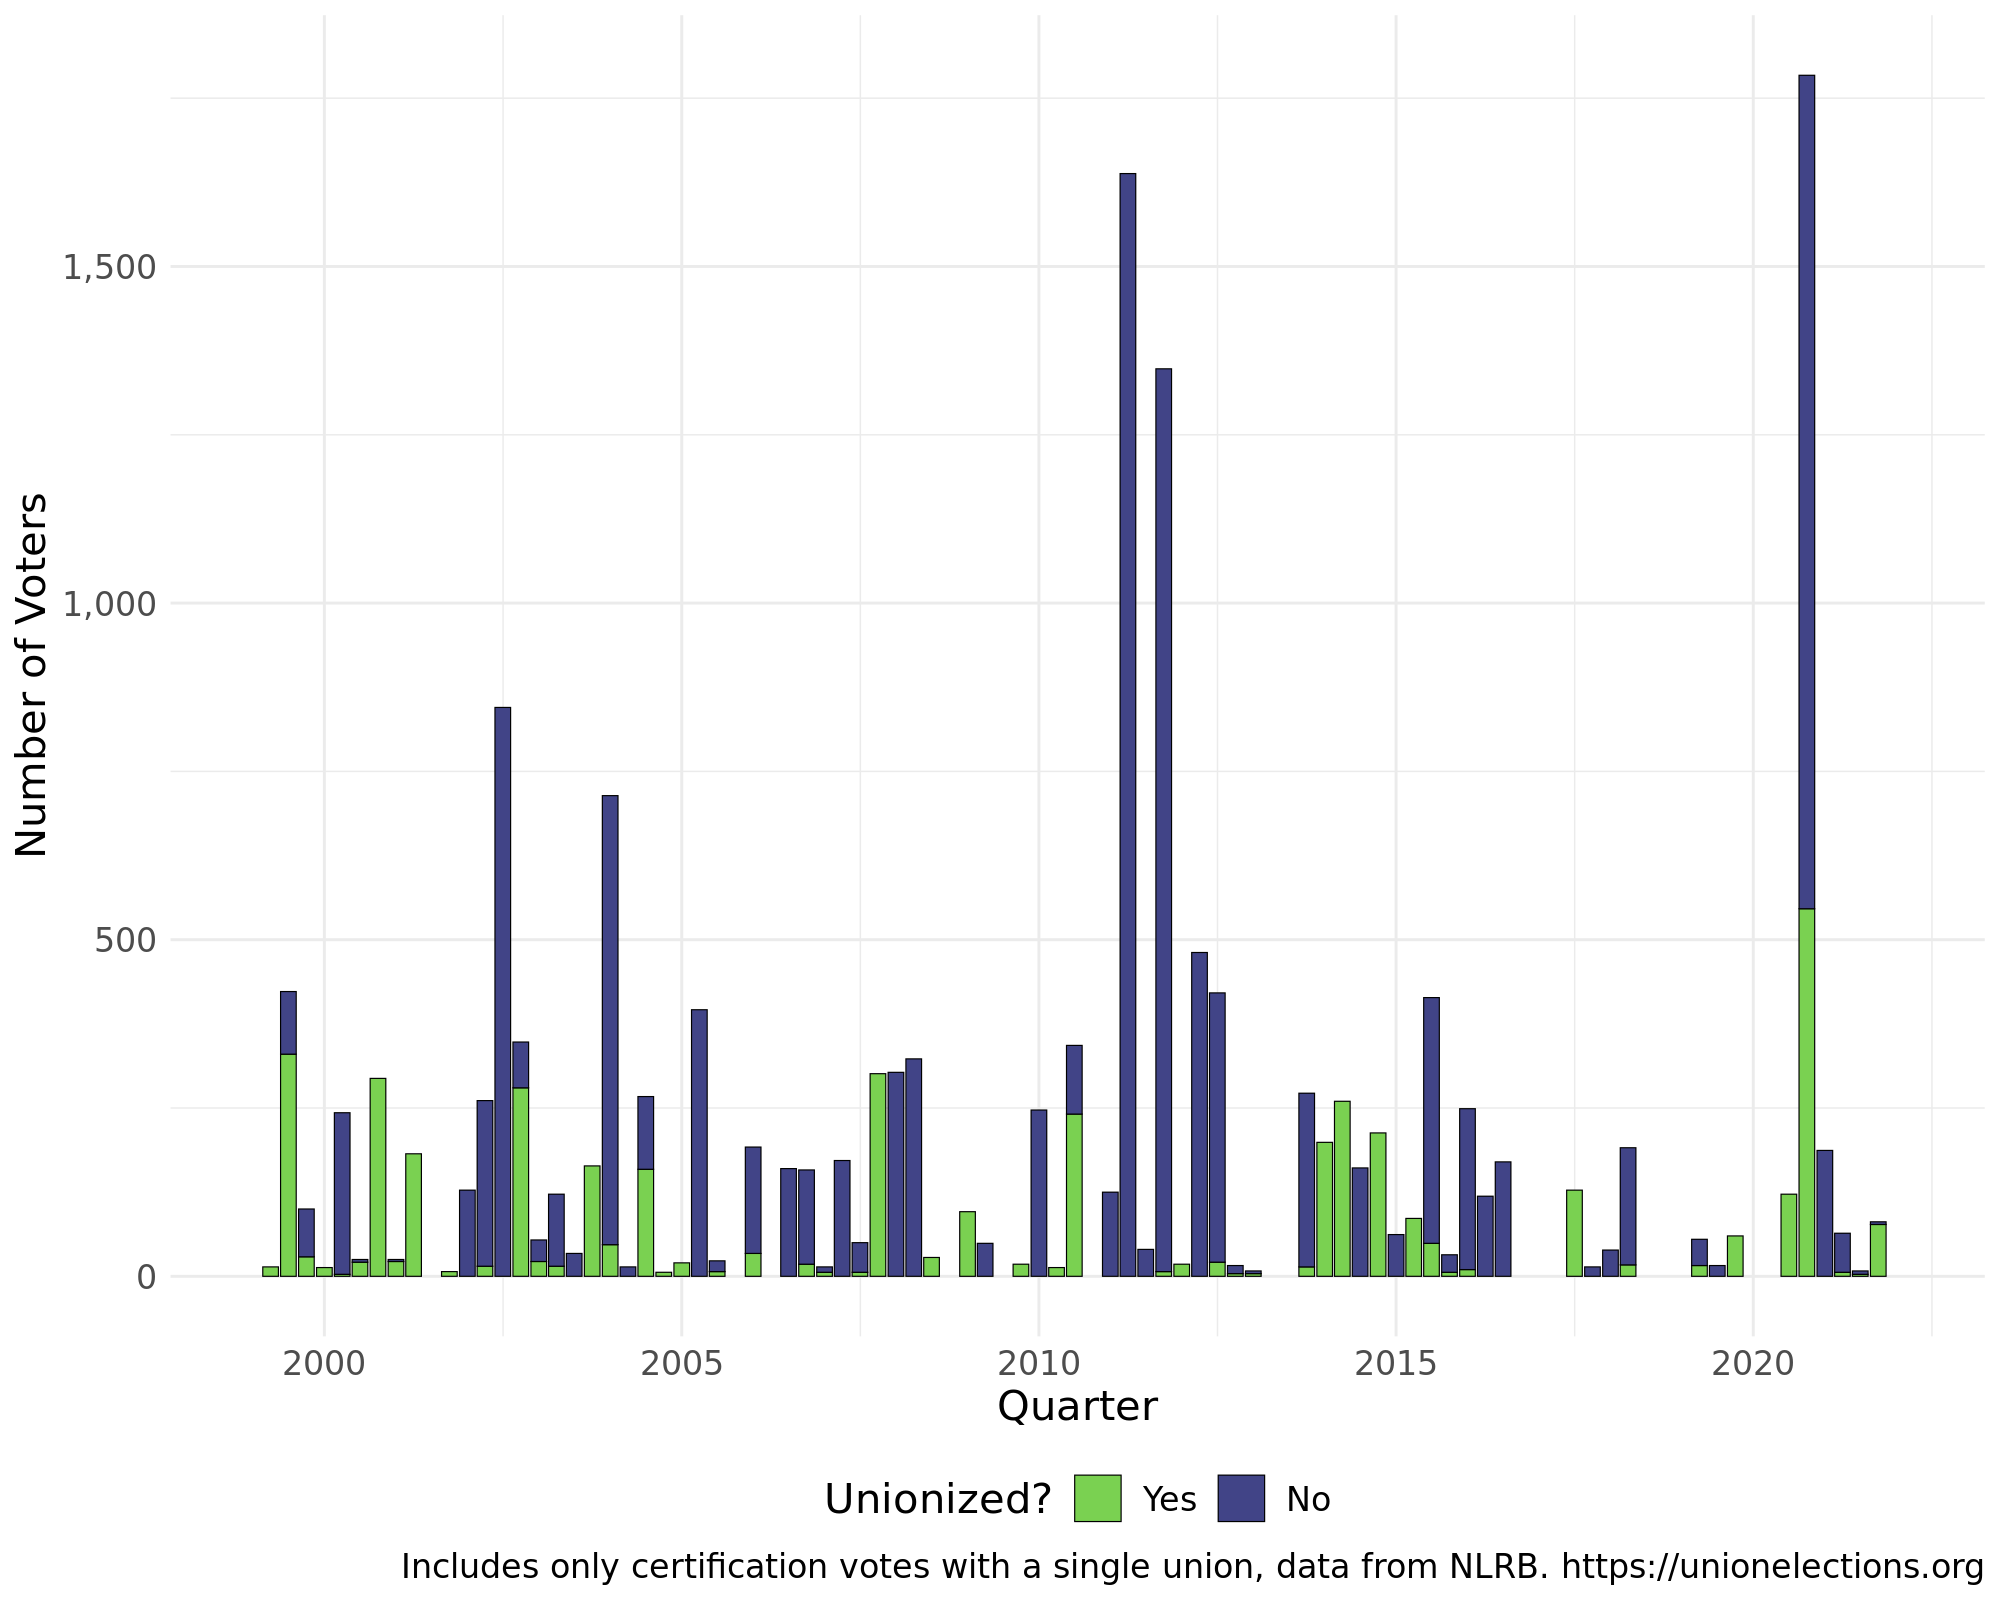 Number of Voters
1,500
1,000
500
0
2000 2005 2010 2015 2020
Quarter
Unionized? Yes No
Includes only certification votes with a single union, data from NLRB. https://unionelections.org